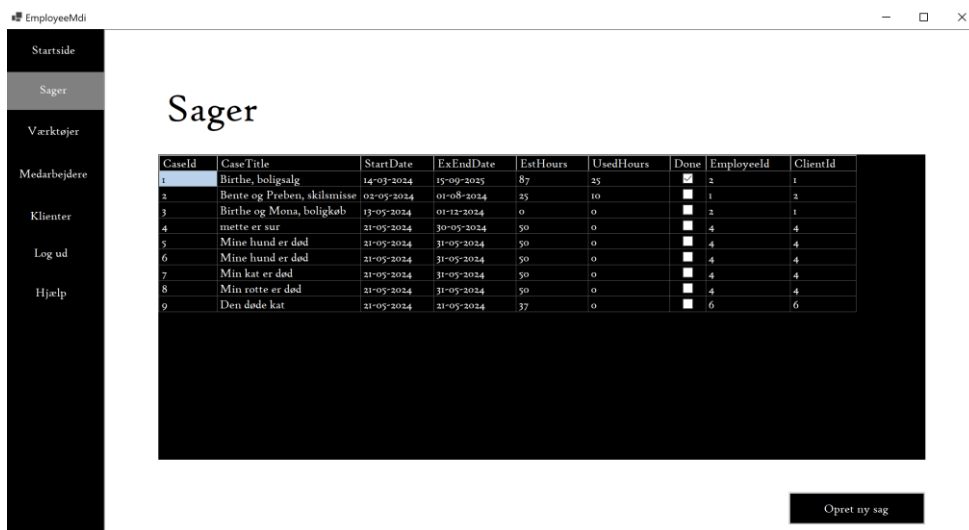 EmployeeMdi
Startside
Sager
Værktøjer
Medarbejdere
Klienter
Log ud
Hjælp
Sager
CaseId CaseTitle StartDate ExEndDate EstHours UsedHours Done EmployeeId ClientId
1 Birthe, boligsalg 14-03-2024 15-09-2025 87 25 2 1
2 Bente og Preben, skilsmisse 02-05-2024 01-08-2024 25 10 1 2
3 Birthe og Mona, boligkøb 13-05-2024 01-12-2024 0 0 2 1
4 mette er sur 21-05-2024 30-05-2024 50 0 4 4
5 Mine hund er død 21-05-2024 31-05-2024 50 0 4 4
6 Mine hund er død 21-05-2024 31-05-2024 50 0 4 4
7 Min kat er død 21-05-2024 31-05-2024 50 0 4 4
8 Min rotte er død 21-05-2024 31-05-2024 50 0 4 4
9 Den døde kat 21-05-2024 21-05-2024 37 0 6 6
Opret ny sag